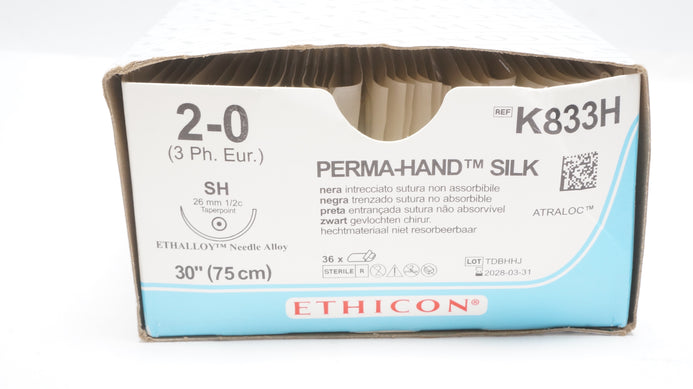 2-0
(3 Ph. Eur.)
SH
26 mm 1/2c
Taperpoint
ETHALLOY™ Needle Alloy
30" (75 cm)
REF K833H
PERMA-HAND™ SILK
nera intrecciato sutura non assorbibile
negra trenzado sutura no absorbible
preta entrançada sutura não absorvível
zwart gevlochten chirur.
hechtmateriaal niet resorbeerbaar
ATRALOC™
36 x
STERILE R
LOT TDBHHJ
2028-03-31
ETHICON®